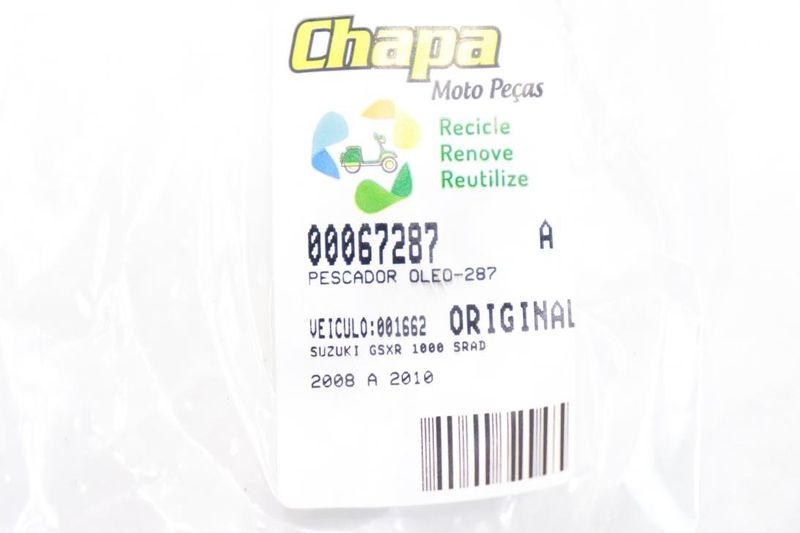 Chapa
Moto Peças
Recicle
Renove
Reutilize
00067287 A
PESCADOR OLEO-287
VEICULO:001662 ORIGINAL
SUZUKI GSXR 1000 SRAD
2008 A 2010